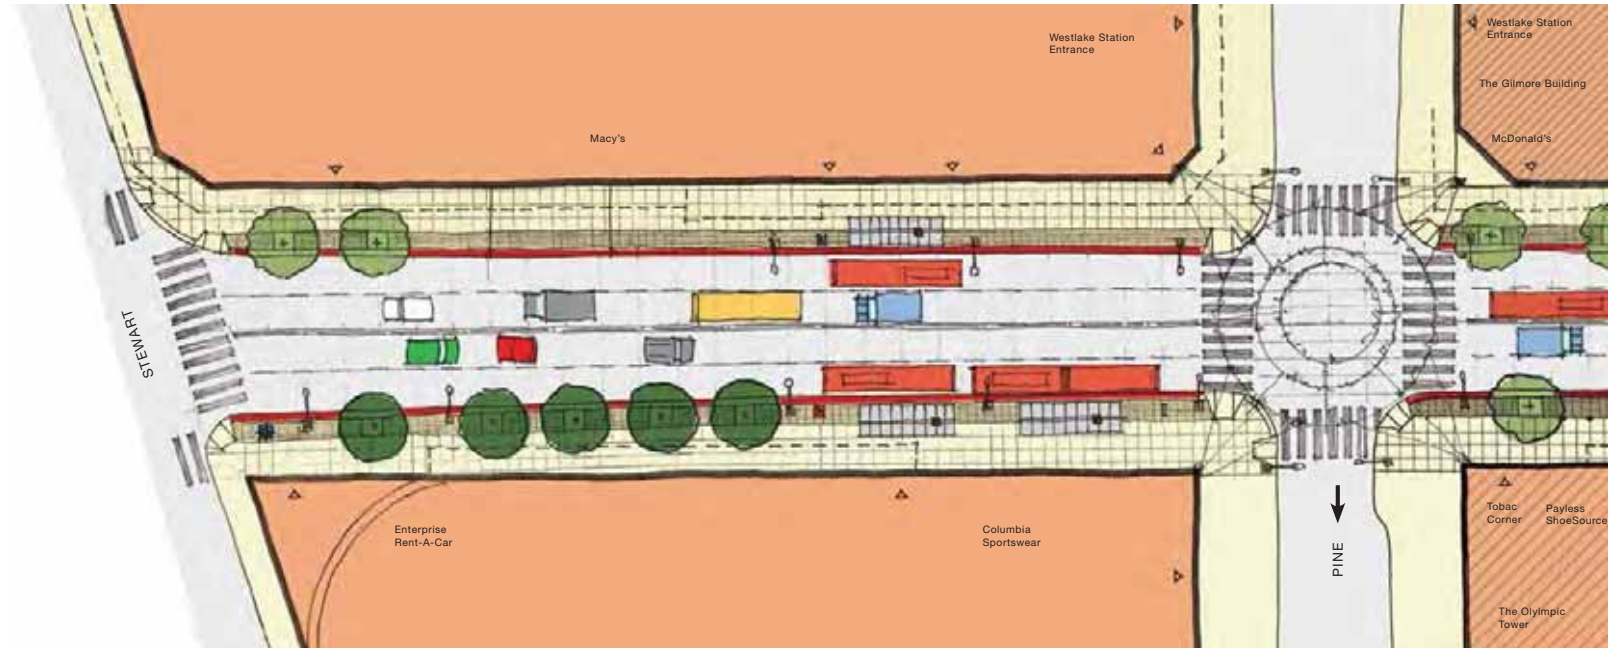 Westlake Station
Entrance
Westlake Station
Entrance
The Gilmore Building
Macy's
McDonald's
STEWART
Enterprise
Rent-A-Car
Columbia
Sportswear
Tobac
Corner
Payless
ShoeSource
PINE
The Olylmpic
Tower